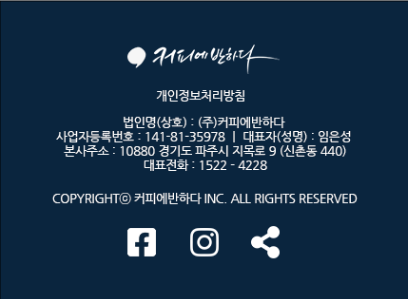 커피에반하다
개인정보처리방침
법인명(상호) : (주)커피에반하다
사업자등록번호 : 141-81-35978 | 대표자(성명) : 임은성
본사주소 : 10880 경기도 파주시 지목로 9 (신촌동 440)
대표전화 : 1522 - 4228
COPYRIGHTⓒ 커피에반하다 INC. ALL RIGHTS RESERVED